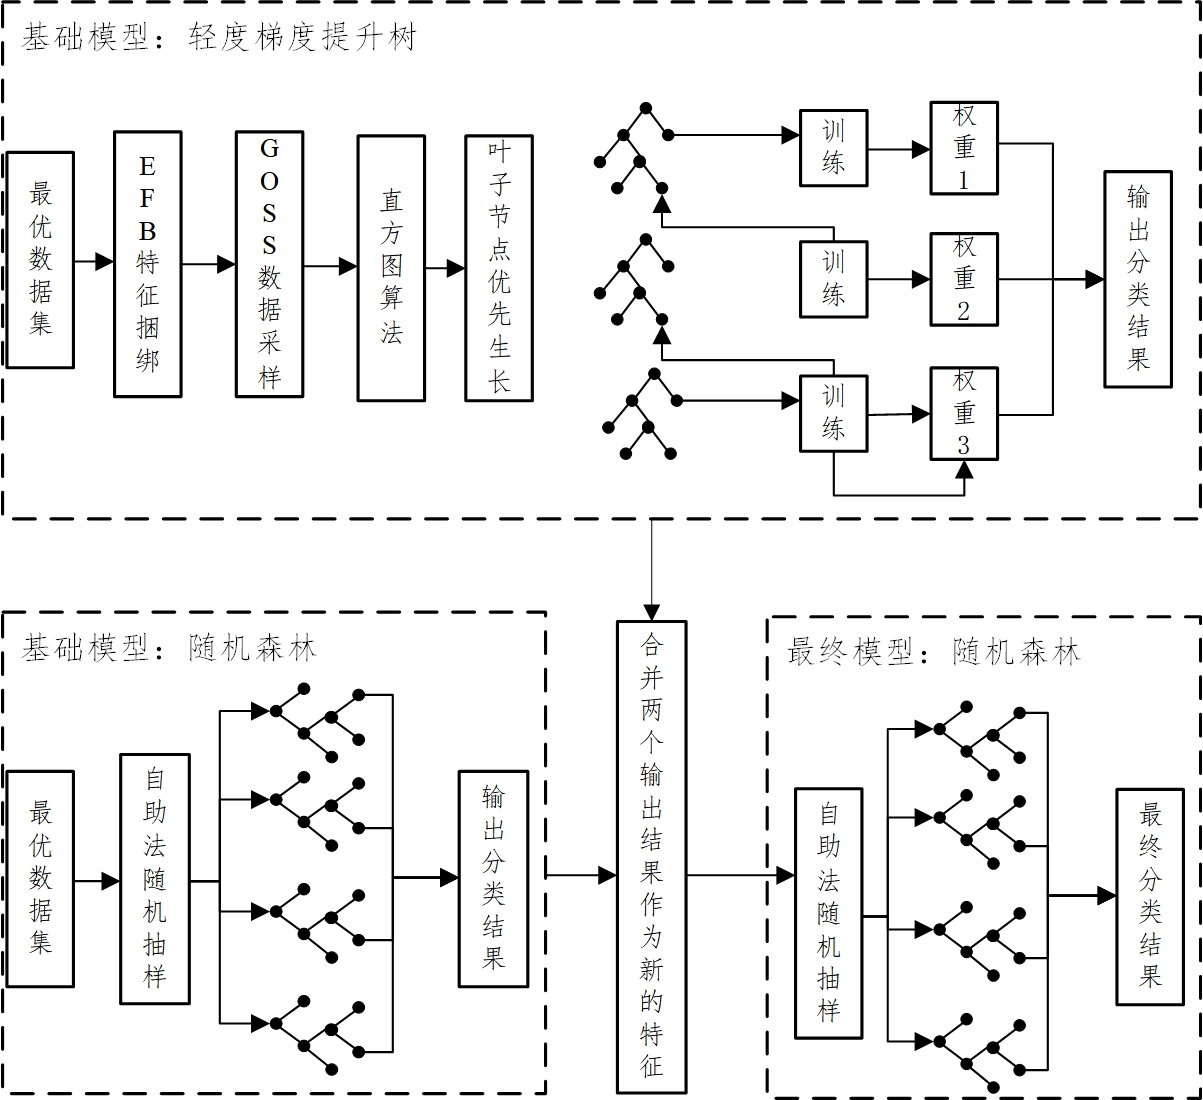 基础模型：轻度梯度提升树
最优数据集
EFB特征捆绑
GOSS数据采样
直方图算法
叶子节点优先生长
训练
权重1
训练
权重2
训练
权重3
输出分类结果
基础模型：随机森林
最优数据集
自助法随机抽样
输出分类结果
合并两个输出结果作为新的特征
最终模型：随机森林
自助法随机抽样
最终分类结果